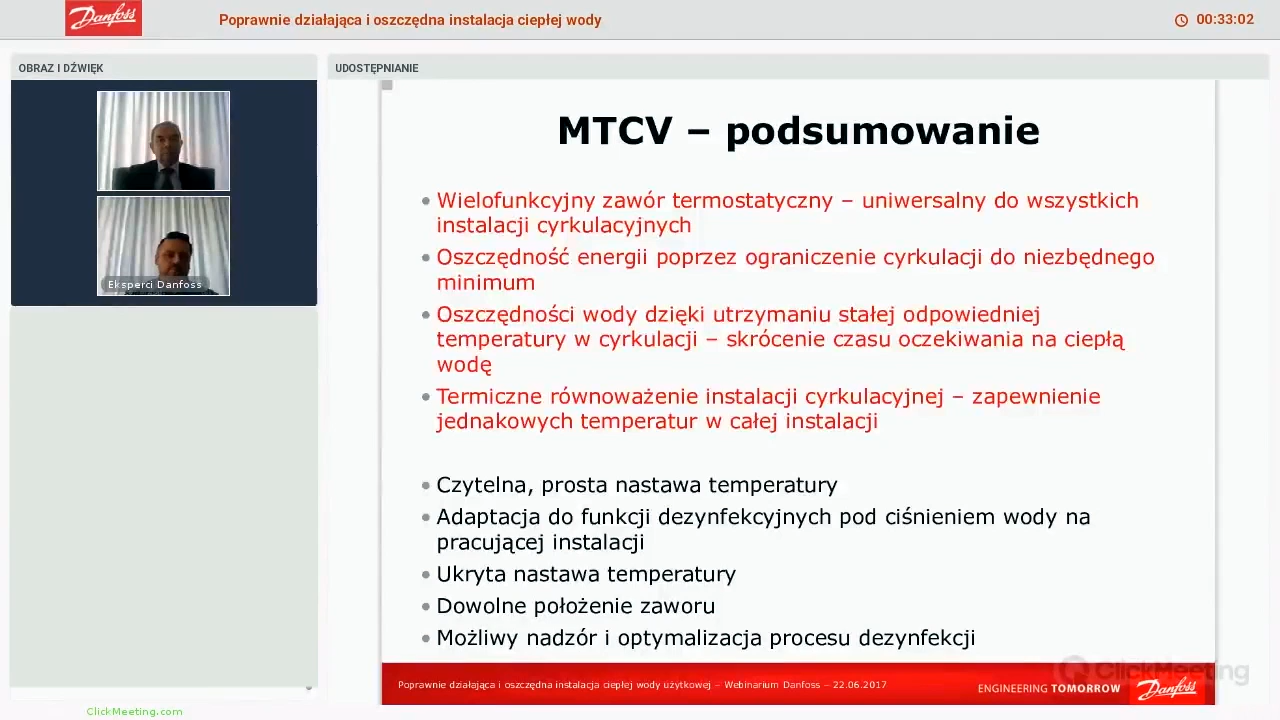 Danfoss
Poprawnie działająca i oszczędna instalacja ciepłej wody
00:33:02
OBRAZ I DŹWIĘK
UDOSTĘPNIANIE
Eksperci Danfoss
MTCV – podsumowanie
Wielofunkcyjny zawór termostatyczny – uniwersalny do wszystkich
instalacji cyrkulacyjnych
Oszczędność energii poprzez ograniczenie cyrkulacji do niezbędnego
minimum
Oszczędności wody dzięki utrzymaniu stałej odpowiedniej
temperatury w cyrkulacji – skrócenie czasu oczekiwania na ciepłą
wodę
Termiczne równoważenie instalacji cyrkulacyjnej – zapewnienie
jednakowych temperatur w całej instalacji
Czytelna, prosta nastawa temperatury
Adaptacja do funkcji dezynfekcyjnych pod ciśnieniem wody na
pracującej instalacji
Ukryta nastawa temperatury
Dowolne położenie zaworu
Możliwy nadzór i optymalizacja procesu dezynfekcji
Poprawnie działająca i oszczędna instalacja ciepłej wody użytkowej – Webinarium Danfoss – 22.06.2017
ENGINEERING TOMORROW
Danfoss
ClickMeeting
ClickMeeting.com